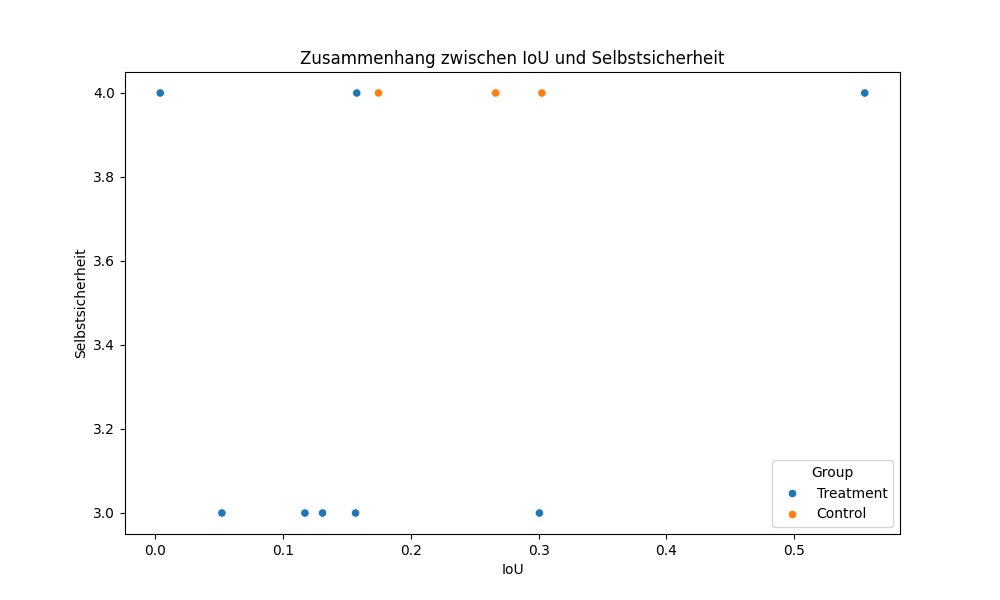 Zusammenhang zwischen IoU und Selbstsicherheit
4.0
3.8
3.6
3.4
3.2
3.0
Selbstsicherheit
0.0
0.1
0.2
0.3
0.4
0.5
IoU
Group
Treatment
Control